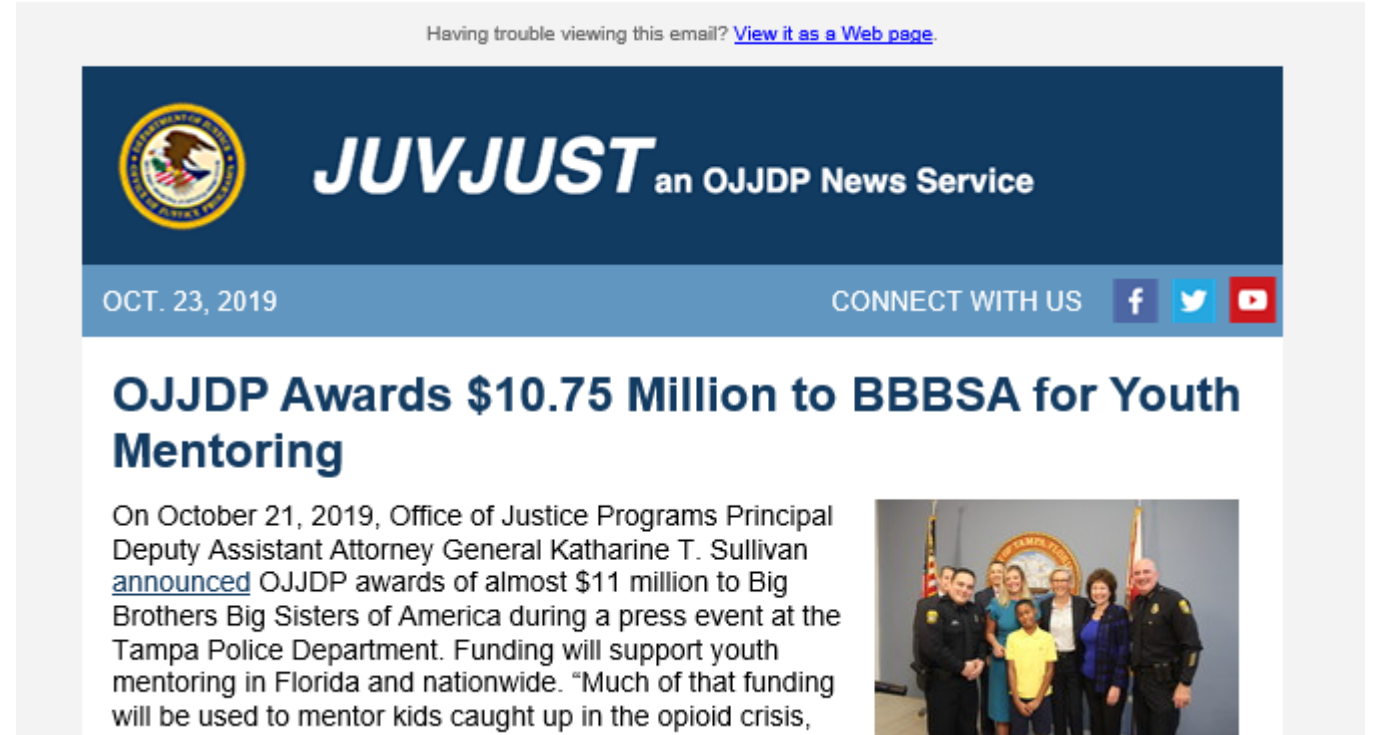 Having trouble viewing this email? View it as a Web page.
JUVJUST an OJJDP News Service
OCT. 23, 2019
CONNECT WITH US
OJJDP Awards $10.75 Million to BBBSA for Youth
Mentoring
On October 21, 2019, Office of Justice Programs Principal
Deputy Assistant Attorney General Katharine T. Sullivan
announced OJJDP awards of almost $11 million to Big
Brothers Big Sisters of America during a press event at the
Tampa Police Department. Funding will support youth
mentoring in Florida and nationwide. “Much of that funding
will be used to mentor kids caught up in the opioid crisis,